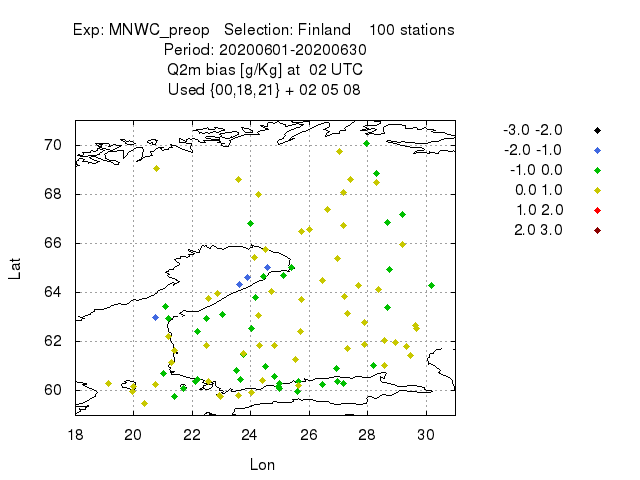 Exp: MNWC_preop   Selection: Finland    100 stations
Period: 20200601-20200630
Q2m bias [g/Kg] at  02 UTC
Used {00,18,21} + 02 05 08
-3.0 -2.0
-2.0 -1.0
-1.0 0.0
0.0 1.0
1.0 2.0
2.0 3.0
70
68
66
64
62
60
Lat
18 20 22 24 26 28 30
Lon